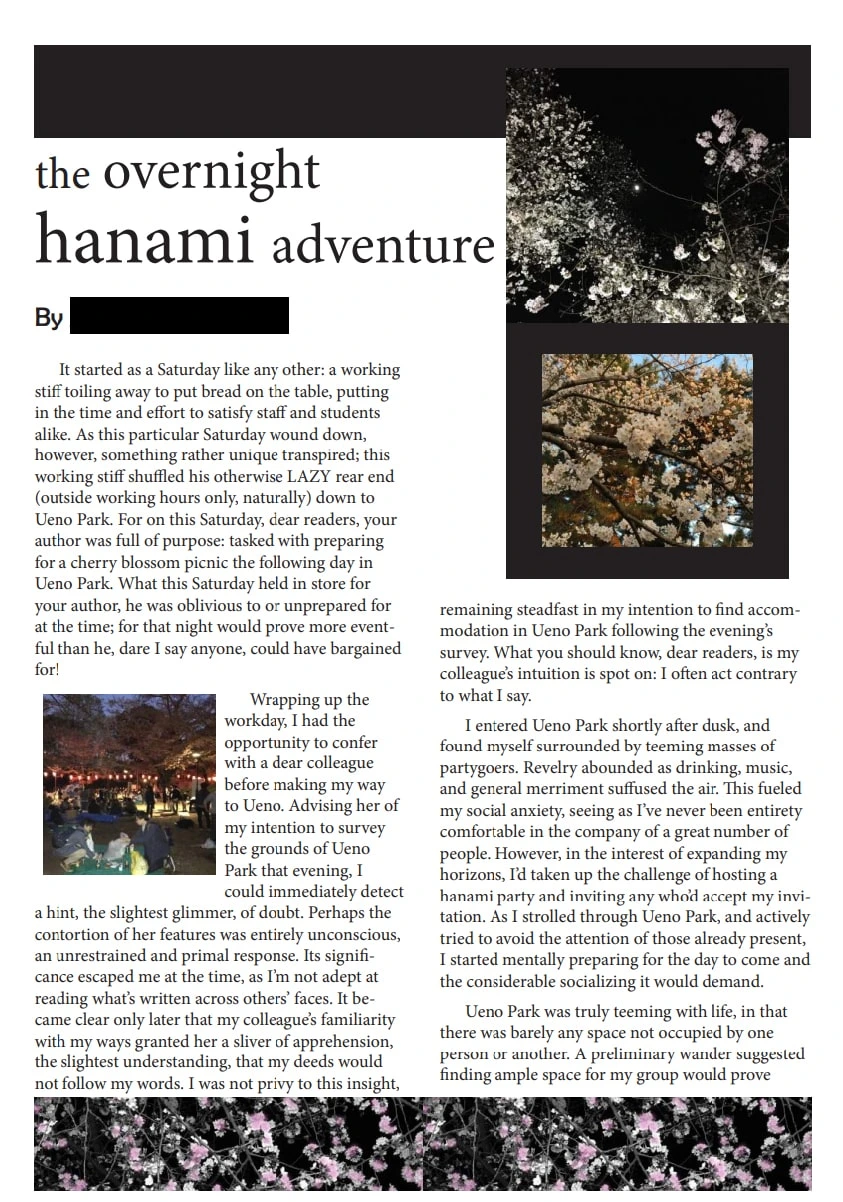 the overnight
hanami adventure
By
It started as a Saturday like any other: a working
stiff toiling away to put bread on the table, putting
in the time and effort to satisfy staff and students
alike. As this particular Saturday wound down,
however, something rather unique transpired; this
working stiff shuffled his otherwise LAZY rear end
(outside working hours only, naturally) down to
Ueno Park. For on this Saturday, dear readers, your
author was full of purpose: tasked with preparing
for a cherry blossom picnic the following day in
Ueno Park. What this Saturday held in store for
your author, he was oblivious to or unprepared for
at the time; for that night would prove more event-
ful than he, dare I say anyone, could have bargained
for!
Wrapping up the
workday, I had the
opportunity to confer
with a dear colleague
before making my way
to Ueno. Advising her of
my intention to survey
the grounds of Ueno
Park that evening, I
could immediately detect
a hint, the slightest glimmer, of doubt. Perhaps the
contortion of her features was entirely unconscious,
an unrestrained and primal response. Its signifi-
cance escaped me at the time, as I'm not adept at
reading what's written across others' faces. It be-
came clear only later that my colleague's familiarity
with my ways granted her a sliver of apprehension,
the slightest understanding, that my deeds would
not follow my words. I was not privy to this insight,
remaining steadfast in my intention to find accom-
modation in Ueno Park following the evening's
survey. What you should know, dear readers, is my
colleague's intuition is spot on: I often act contrary
to what I say.
I entered Ueno Park shortly after dusk, and
found myself surrounded by teeming masses of
partygoers. Revelry abounded as drinking, music,
and general merriment suffused the air. This fueled
my social anxiety, seeing as I've never been entirety
comfortable in the company of a great number of
people. However, in the interest of expanding my
horizons, I'd taken up the challenge of hosting a
hanami party and inviting any who'd accept my invi-
tation. As I strolled through Ueno Park, and actively
tried to avoid the attention of those already present,
I started mentally preparing for the day to come and
the considerable socializing it would demand.
Ueno Park was truly teeming with life, in that
there was barely any space not occupied by one
person or another. A preliminary wander suggested
finding ample space for my group would prove